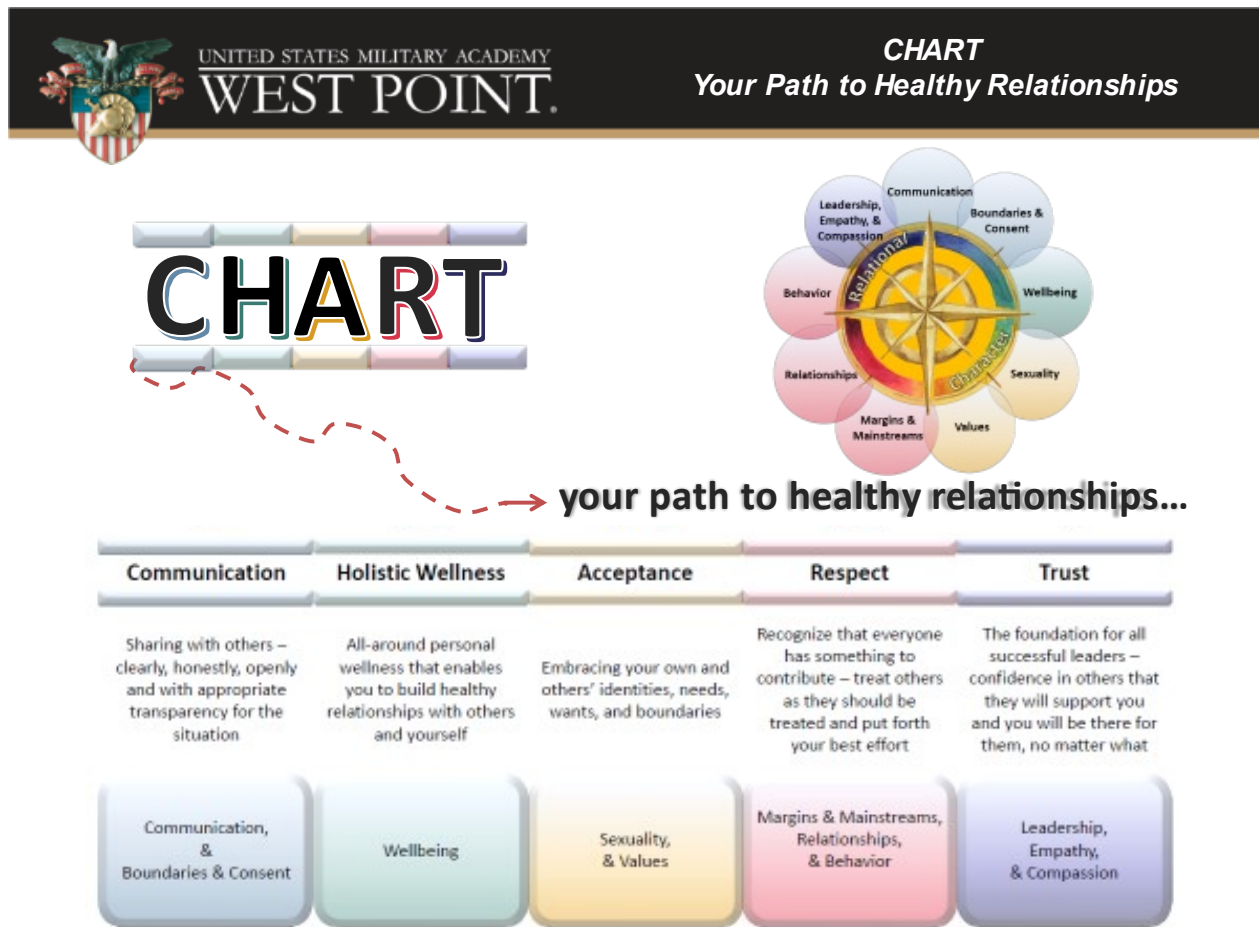 UNITED STATES MILITARY ACADEMY
WEST POINT.
CHART
Your Path to Healthy Relationships
CHART
Communication
Leadership,
Empathy, &
Compassion
Boundaries &
Consent
Relational
Behavior
Wellbeing
Relationships
Character
Sexuality
Margins &
Mainstreams
Values
your path to healthy relationships...
Communication
Holistic Wellness
Acceptance
Respect
Trust
Sharing with others –
clearly, honestly, openly
and with appropriate
transparency for the
situation
All-around personal
wellness that enables
you to build healthy
relationships with others
and yourself
Embracing your own and
others' identities, needs,
wants, and boundaries
Recognize that everyone
has something to
contribute – treat others
as they should be
treated and put forth
your best effort
The foundation for all
successful leaders –
confidence in others that
they will support you
and you will be there for
them, no matter what
Communication,
&
Boundaries & Consent
Wellbeing
Sexuality,
& Values
Margins & Mainstreams,
Relationships,
& Behavior
Leadership,
Empathy,
& Compassion